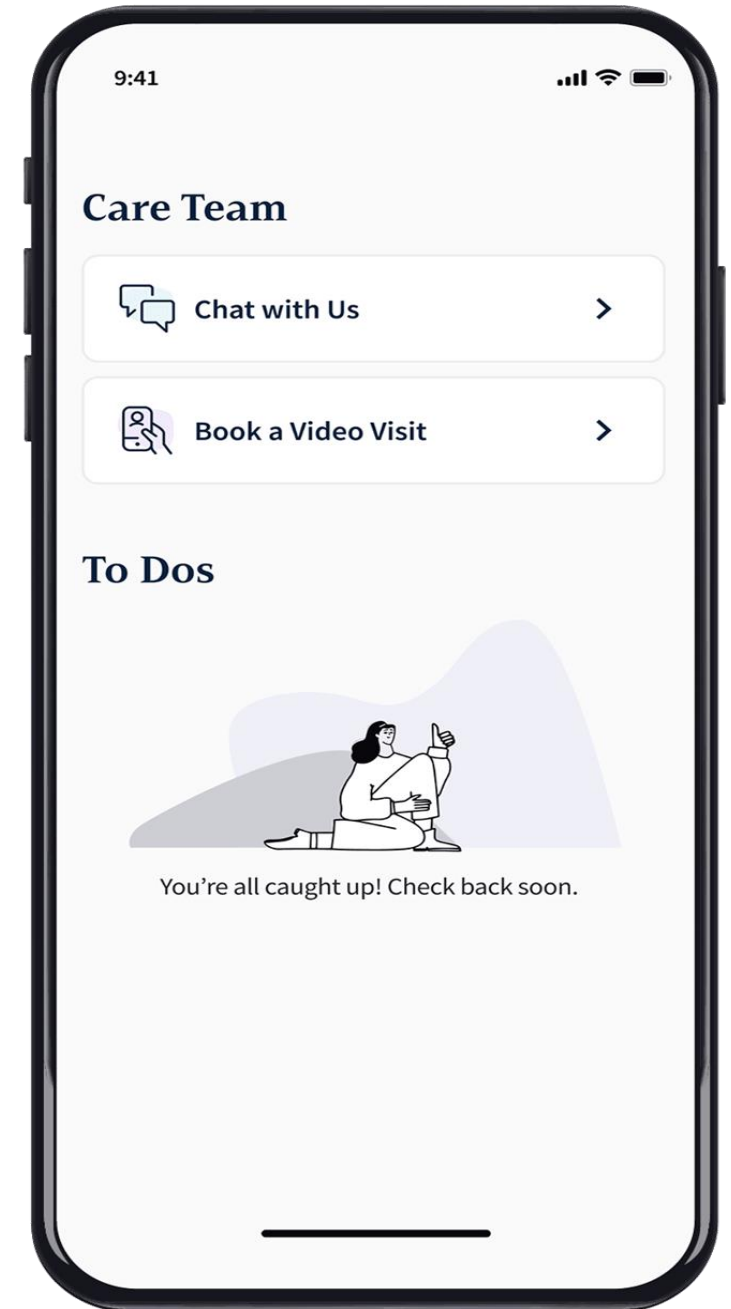 9:41
Care Team
Chat with Us
Book a Video Visit
To Dos
You’re all caught up! Check back soon.